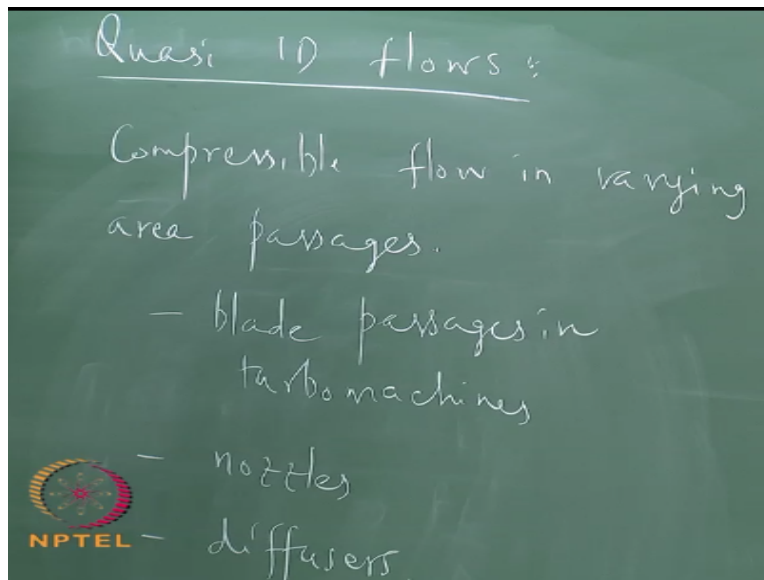 Quasi 1D flows:
Compressible flow in varying
area passages.
- blade passages in
turbomachines
- nozzles
- diffusers.
NPTEL